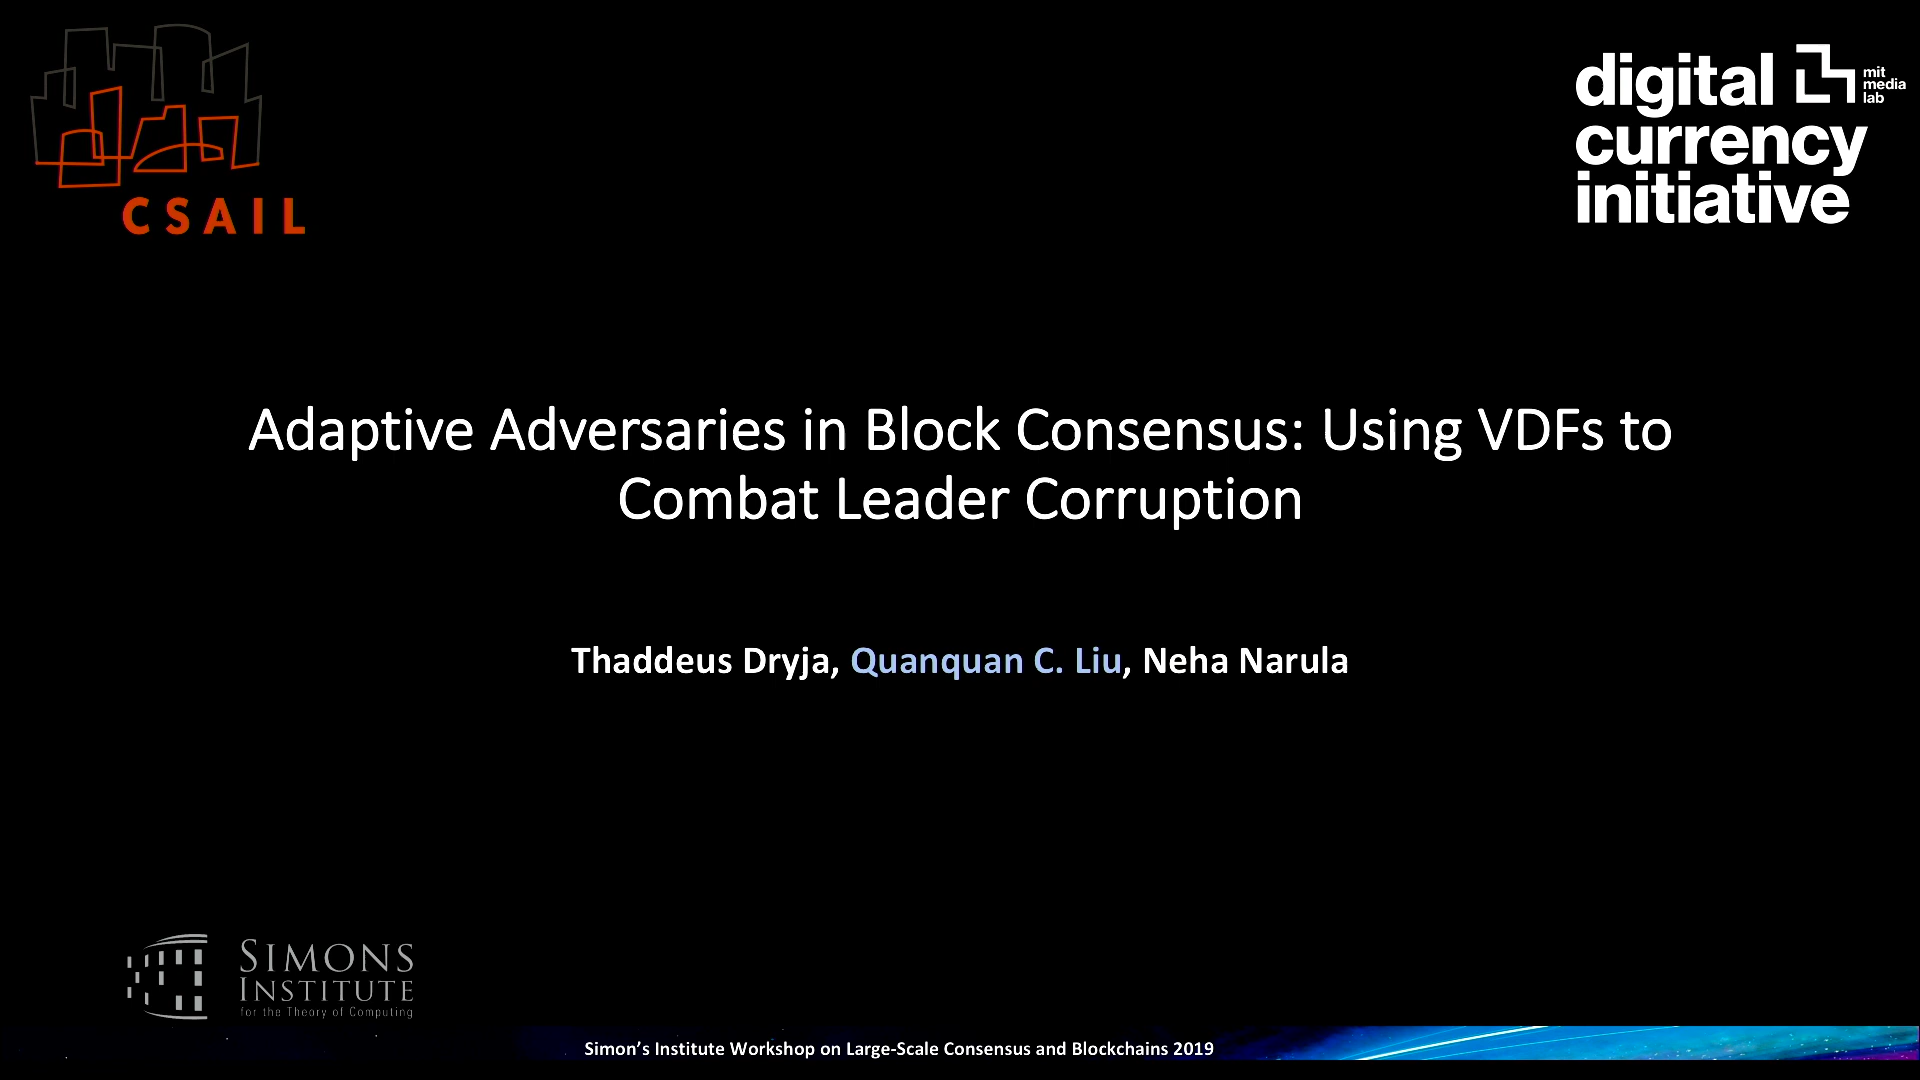 CSAIL
digital
currency
initiative
mit
media
lab
Adaptive Adversaries in Block Consensus: Using VDFs to
Combat Leader Corruption
Thaddeus Dryja, Quanquan C. Liu, Neha Narula
SIMONS
INSTITUTE
for the Theory of Computing
Simon’s Institute Workshop on Large-Scale Consensus and Blockchains 2019